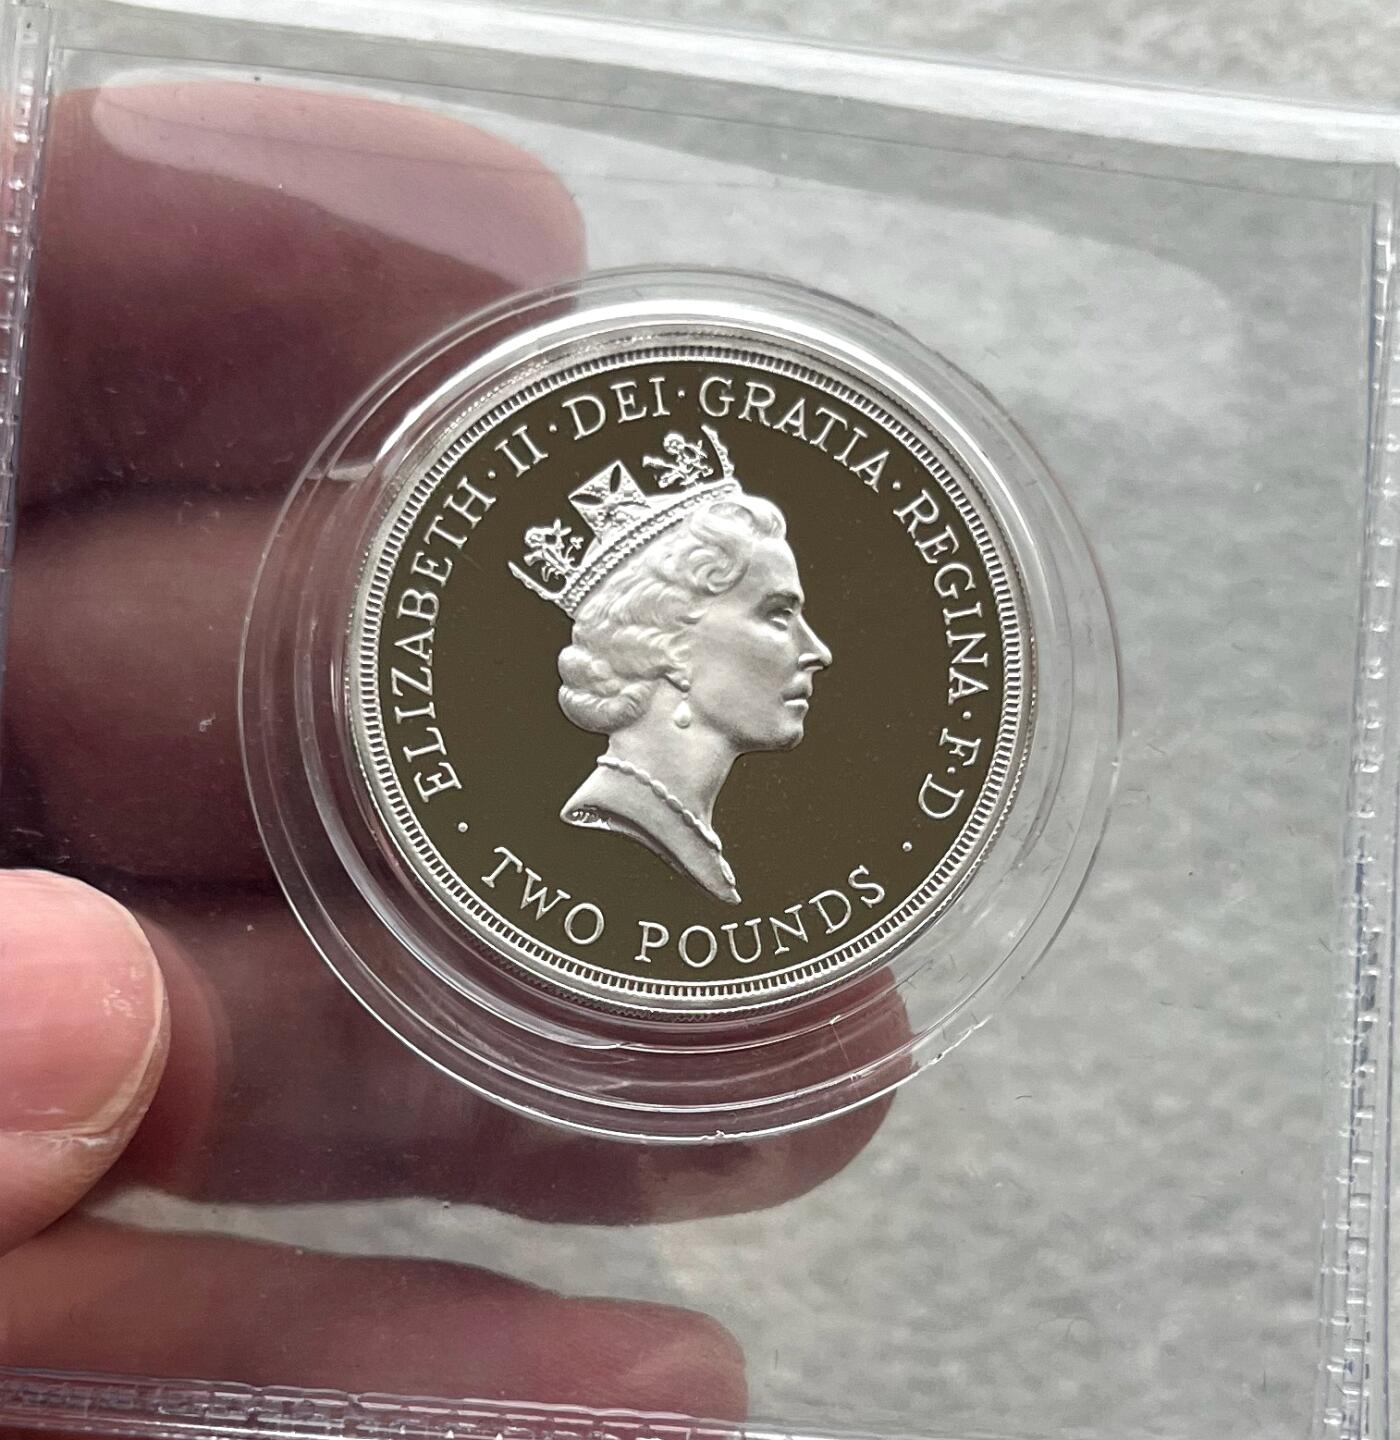 ELIZABETH · II · DEI · GRATIA · REGINA · F · D
· TWO POUNDS ·